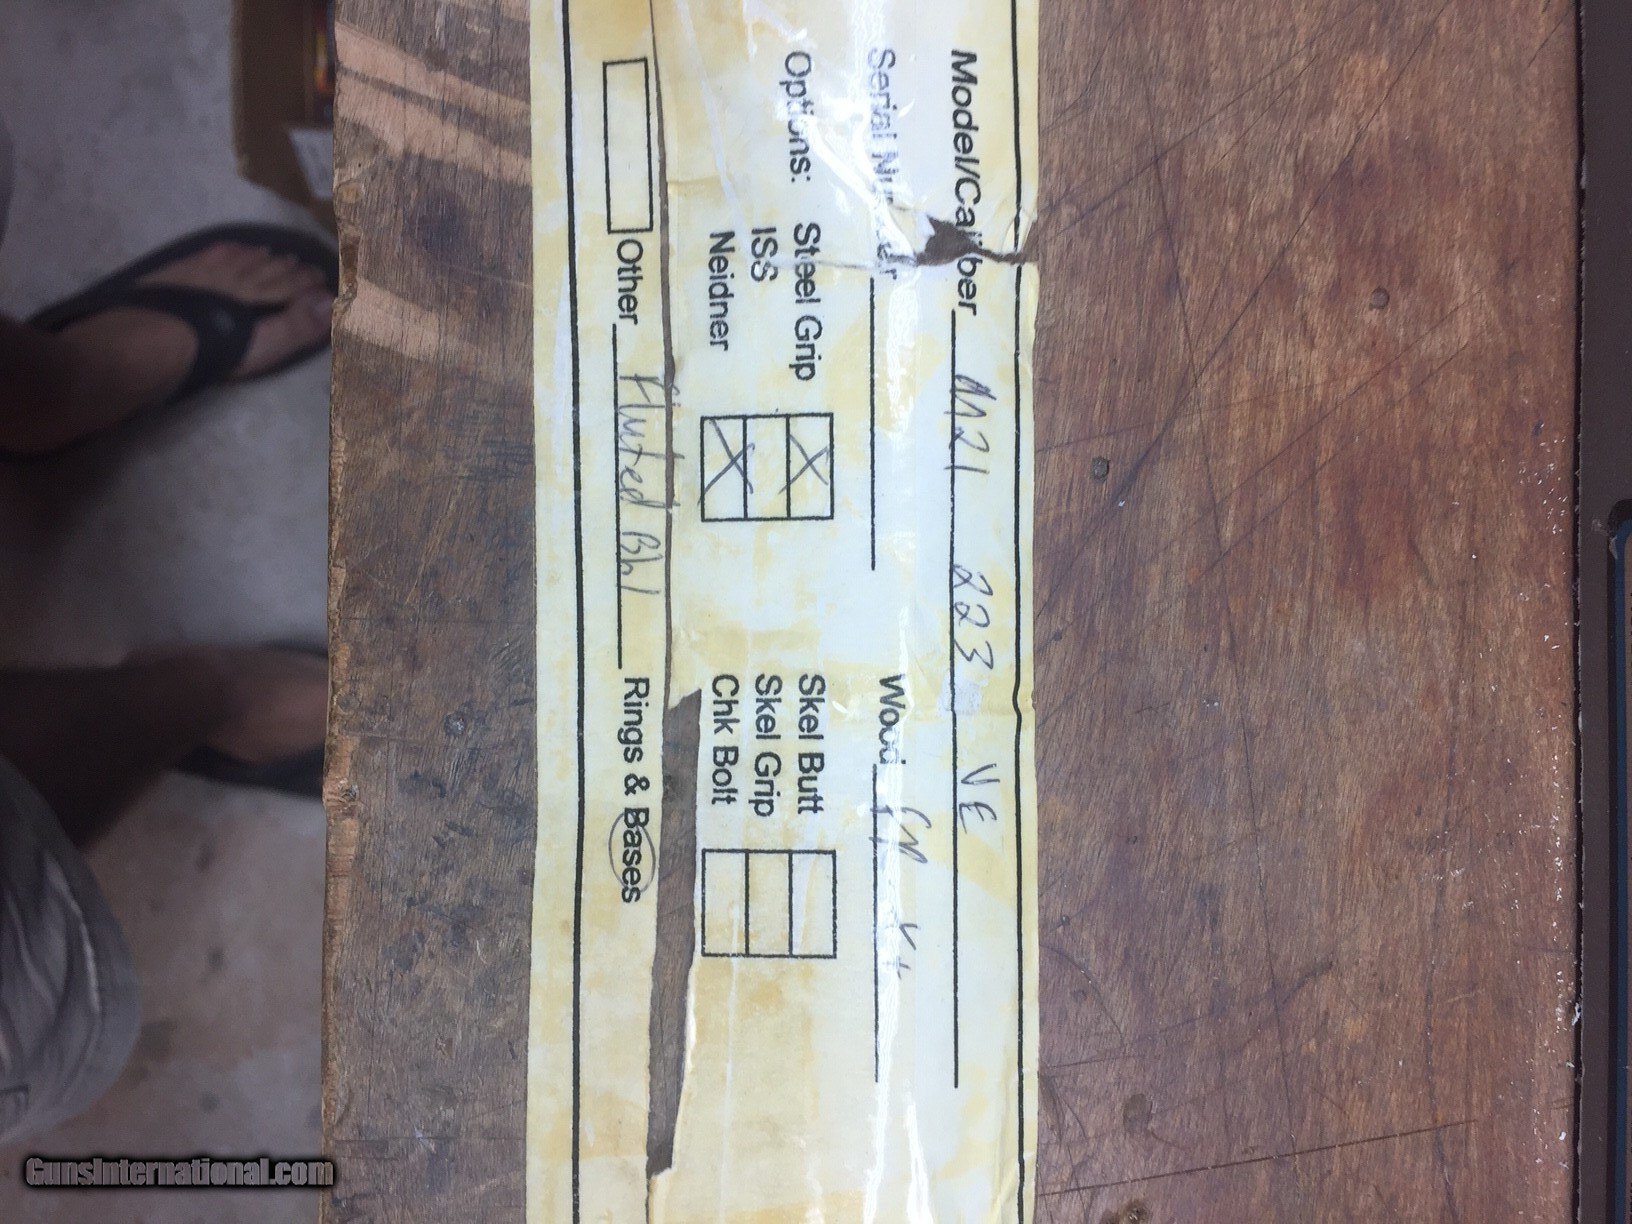 Model/Caliber M21 223 VE
Serial Number Wood
Options: Steel Grip X Skel Butt
ISS Skel Grip
Neidner X Chk Bolt
Other Fluted Bbl Rings & Bases
GunsInternational.com